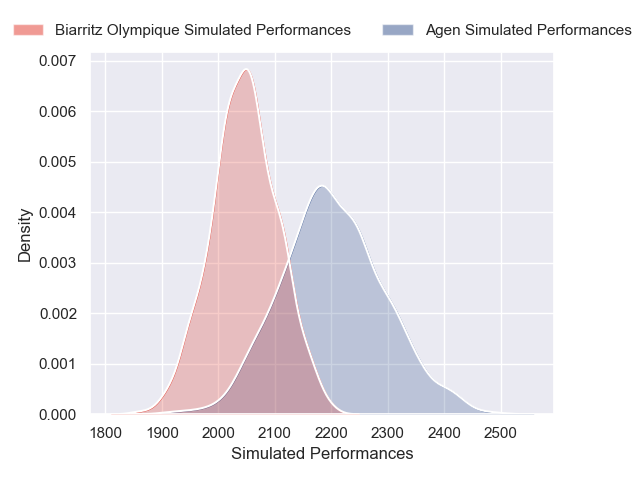 Biarritz Olympique Simulated Performances
Agen Simulated Performances
0.007
0.006
0.005
0.004
0.003
0.002
0.001
0.000
Density
1800 1900 2000 2100 2200 2300 2400 2500
Simulated Performances